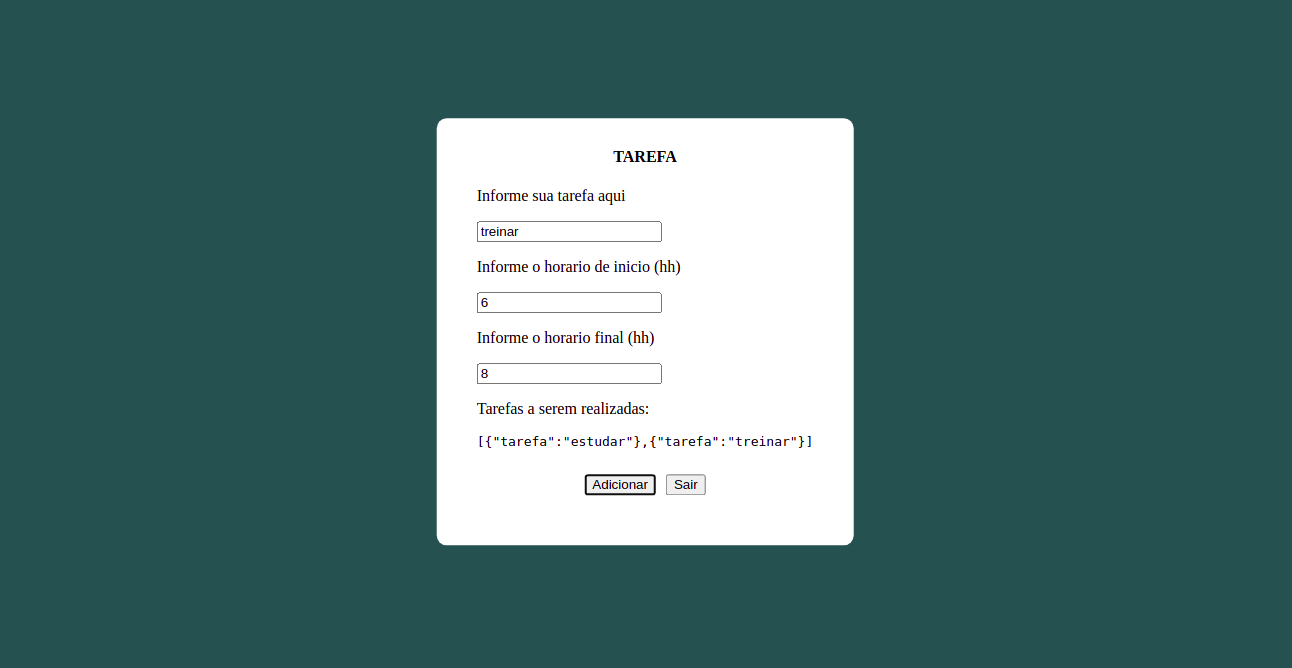 TAREFA
Informe sua tarefa aqui
treinar
Informe o horario de inicio (hh)
6
Informe o horario final (hh)
8
Tarefas a serem realizadas:
[{"tarefa":"estudar"},{"tarefa":"treinar"}]
Adicionar Sair